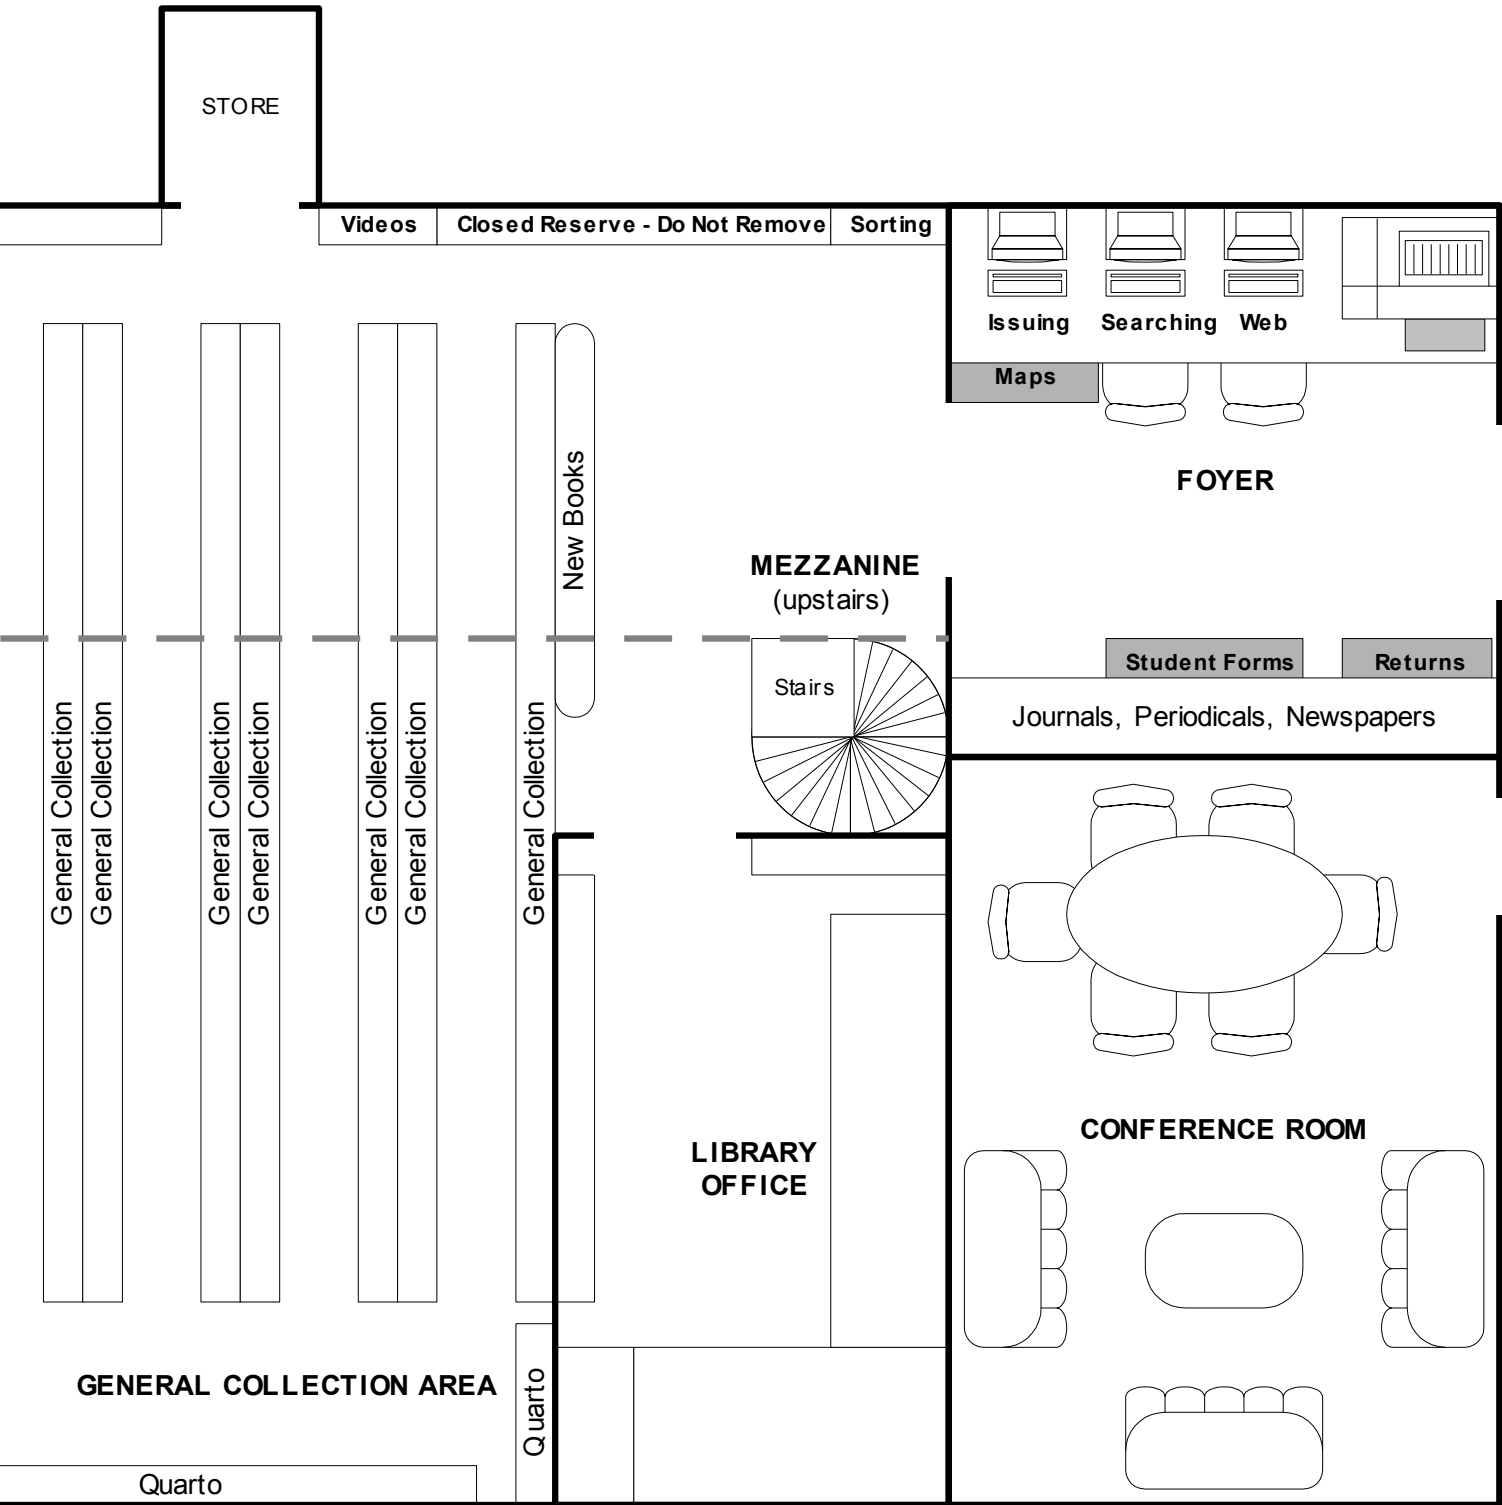 STORE
Videos
Closed Reserve - Do Not Remove
Sorting
Issuing
Searching
Web
Maps
FOYER
New Books
MEZZANINE
(upstairs)
Stairs
Student Forms
Returns
Journals, Periodicals, Newspapers
General Collection
General Collection
General Collection
General Collection
General Collection
General Collection
General Collection
CONFERENCE ROOM
LIBRARY
OFFICE
GENERAL COLLECTION AREA
Quarto
Quarto